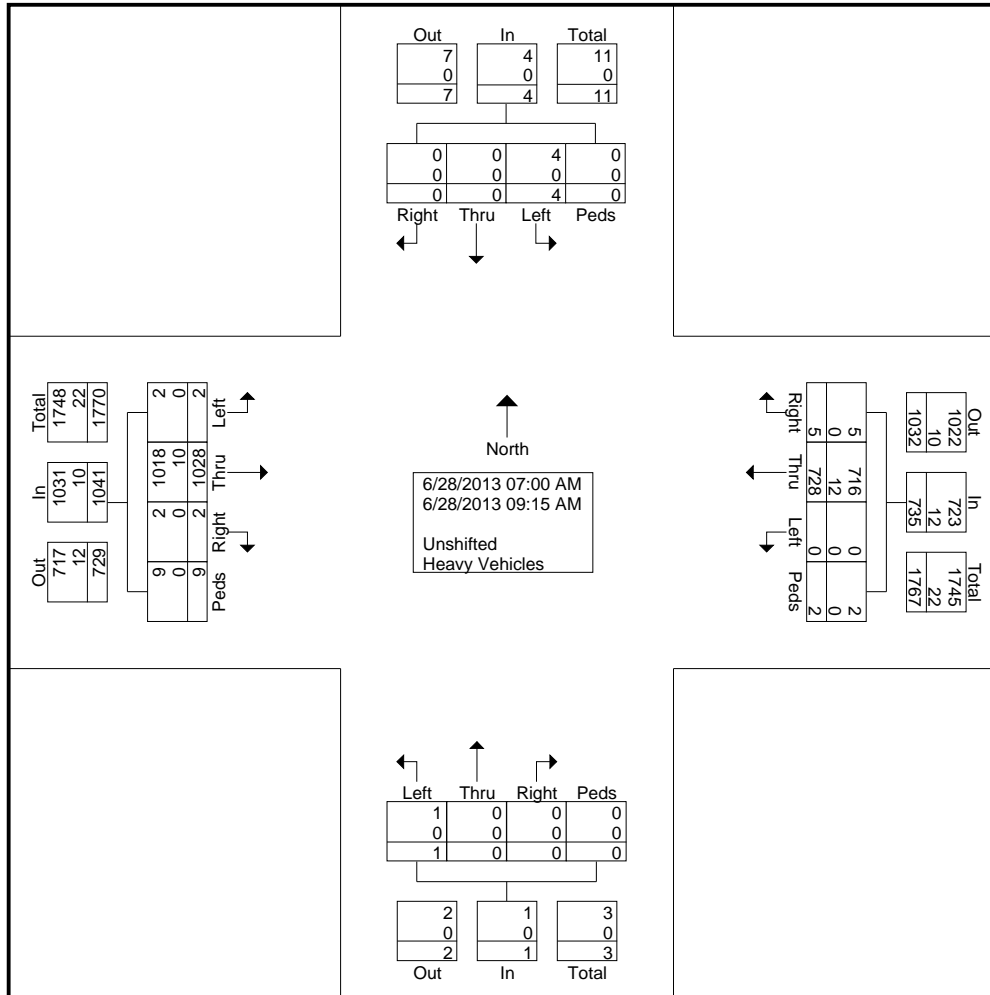 Out In Total
7 4 11
0 0 0
7 4 11
0 0 4 0
0 0 0 0
0 0 4 0
Right Thru Left Peds
Out In Total
717 1031 1748
12 10 22
729 1041 1770
9 2 1018 2
0 0 10 0
9 2 1028 2
Peds Right Thru Left
North
6/28/2013 07:00 AM
6/28/2013 09:15 AM
Unshifted
Heavy Vehicles
Out In Total
1022 723 1745
10 12 22
1032 735 1767
5 716 0 2
0 12 0 0
5 728 0 2
Right Thru Left Peds
Left Thru Right Peds
1 0 0 0
0 0 0 0
1 0 0 0
2 1 3
0 0 0
2 1 3
Out In Total